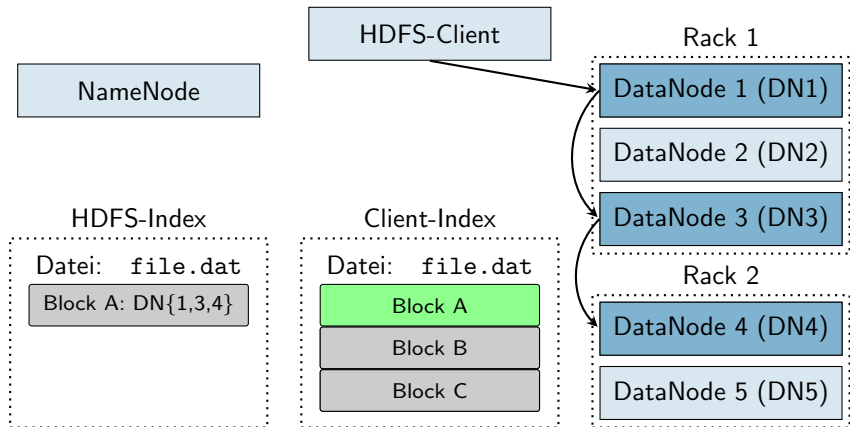 HDFS-Client
NameNode
Rack 1
DataNode 1 (DN1)
DataNode 2 (DN2)
DataNode 3 (DN3)
HDFS-Index
Datei: file.dat
Block A: DN{1,3,4}
Client-Index
Datei: file.dat
Block A
Block B
Block C
Rack 2
DataNode 4 (DN4)
DataNode 5 (DN5)